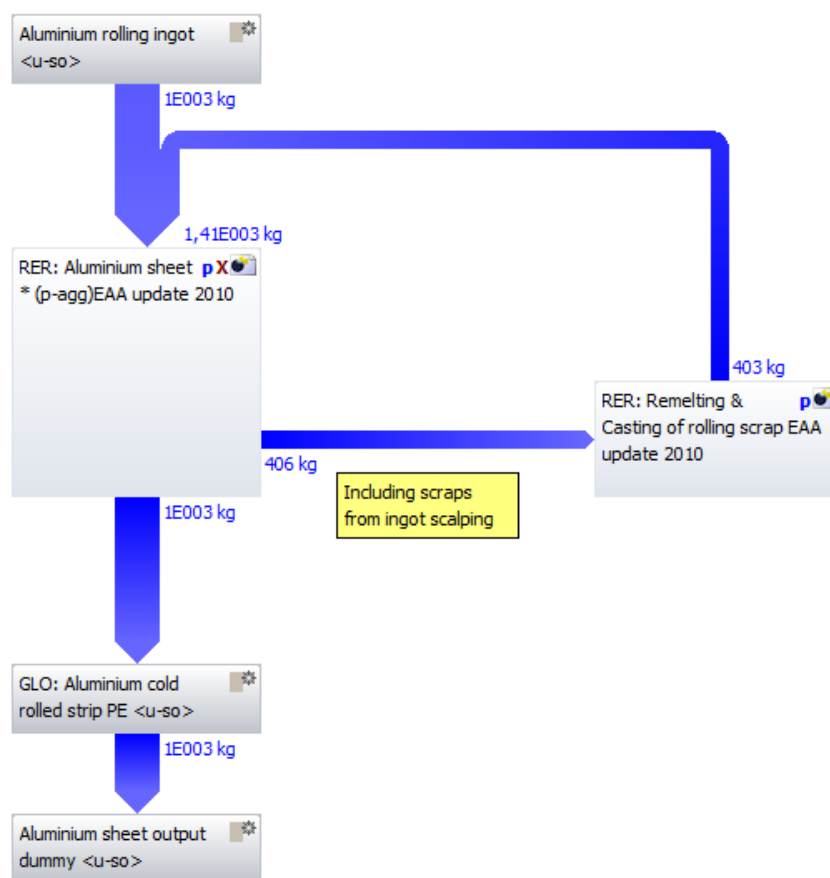 Aluminium rolling ingot
<u-so>
1E003 kg
1,41E003 kg
RER: Aluminium sheet p X
* (p-agg)EAA update 2010
403 kg
RER: Remelting & p
Casting of rolling scrap EAA
update 2010
406 kg
Including scraps
from ingot scalping
1E003 kg
GLO: Aluminium cold
rolled strip PE <u-so>
1E003 kg
Aluminium sheet output
dummy <u-so>